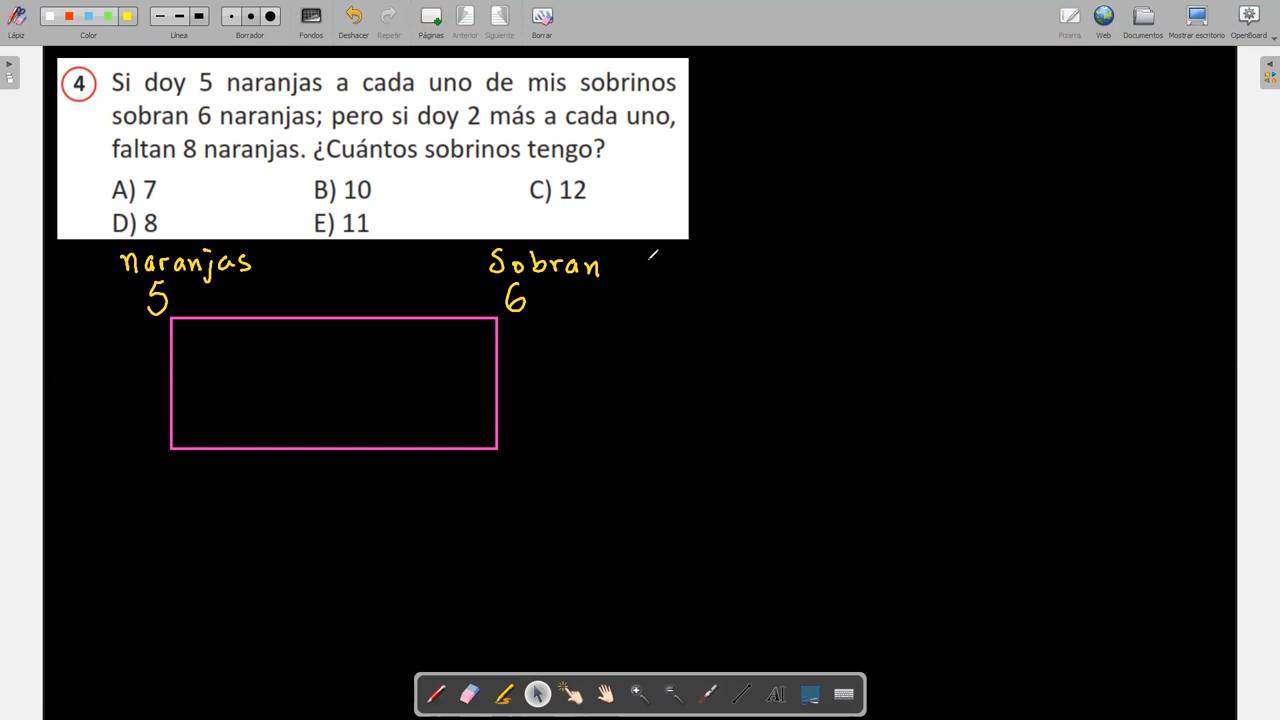 Lápiz Color Línea Borrador Fondos Deshacer Repetir Páginas Anterior Siguiente Borrar Pizarra Web Documentos Mostrar escritorio OpenBoard
4 Si doy 5 naranjas a cada uno de mis sobrinos
sobran 6 naranjas; pero si doy 2 más a cada uno,
faltan 8 naranjas. ¿Cuántos sobrinos tengo?
A) 7 B) 10 C) 12
D) 8 E) 11
naranjas Sobran
5 6
AI